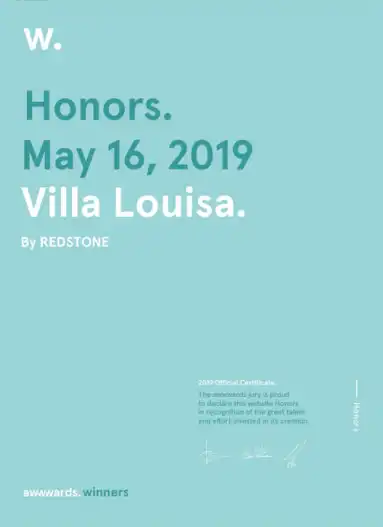 W.
Honors.
May 16, 2019
Villa Louisa.
By REDSTONE
2019 Official Certificate.
The awwwards jury is proud
to declare this website Honors
in recognition of the great talent
and effort invested in its creation.
Honors
awwwards.winners